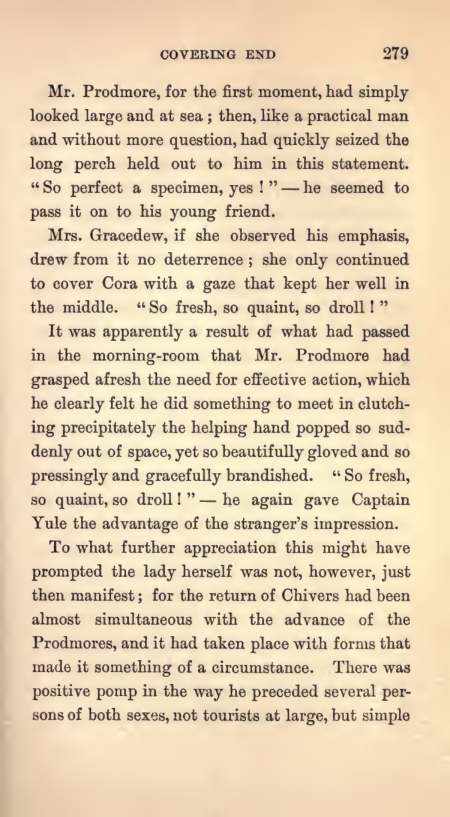 COVERING END 279
Mr. Prodmore, for the first moment, had simply
looked large and at sea ; then, like a practical man
and without more question, had quickly seized the
long perch held out to him in this statement.
“ So perfect a specimen, yes ! ” — he seemed to
pass it on to his young friend.
Mrs. Gracedew, if she observed his emphasis,
drew from it no deterrence ; she only continued
to cover Cora with a gaze that kept her well in
the middle. “ So fresh, so quaint, so droll ! ”
It was apparently a result of what had passed
in the morning-room that Mr. Prodmore had
grasped afresh the need for effective action, which
he clearly felt he did something to meet in clutch-
ing precipitately the helping hand popped so sud-
denly out of space, yet so beautifully gloved and so
pressingly and gracefully brandished. “ So fresh,
so quaint, so droll ! ” — he again gave Captain
Yule the advantage of the stranger’s impression.
To what further appreciation this might have
prompted the lady herself was not, however, just
then manifest ; for the return of Chivers had been
almost simultaneous with the advance of the
Prodmores, and it had taken place with forms that
made it something of a circumstance. There was
positive pomp in the way he preceded several per-
sons of both sexes, not tourists at large, but simple